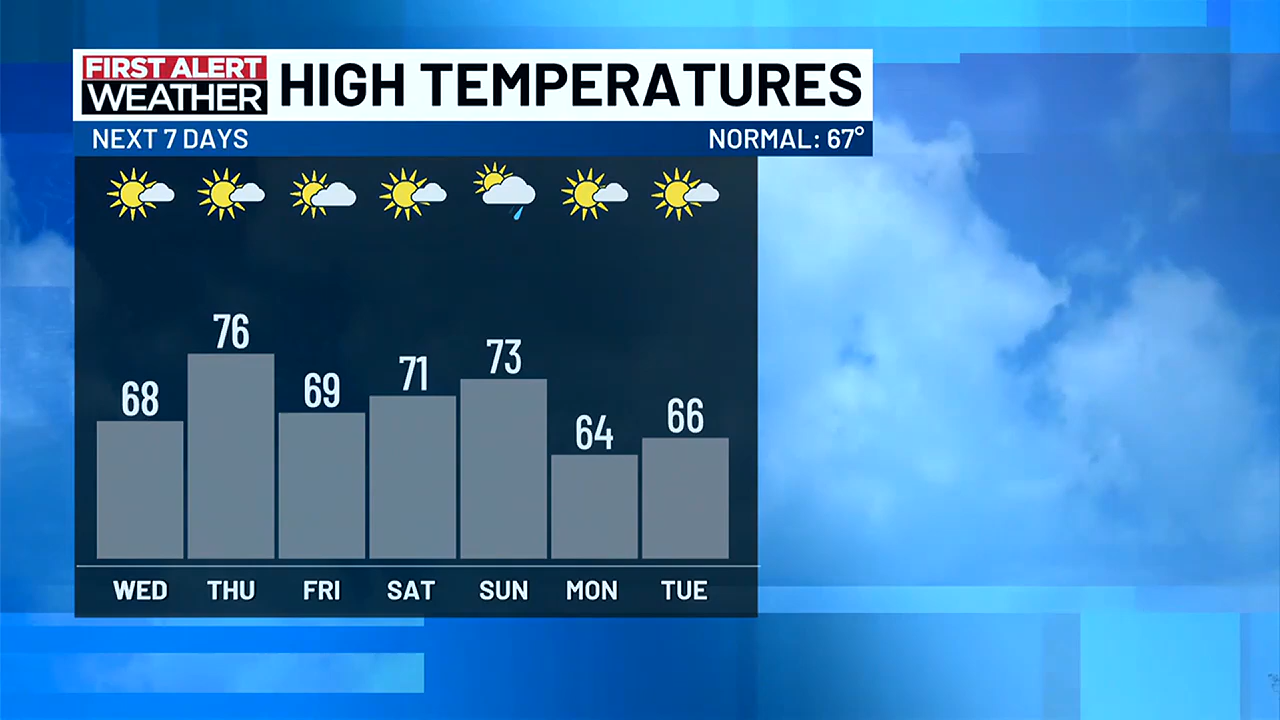 FIRST ALERT
WEATHER
HIGH TEMPERATURES
NEXT 7 DAYS
NORMAL: 67°
68
76
69
71
73
64
66
WED
THU
FRI
SAT
SUN
MON
TUE